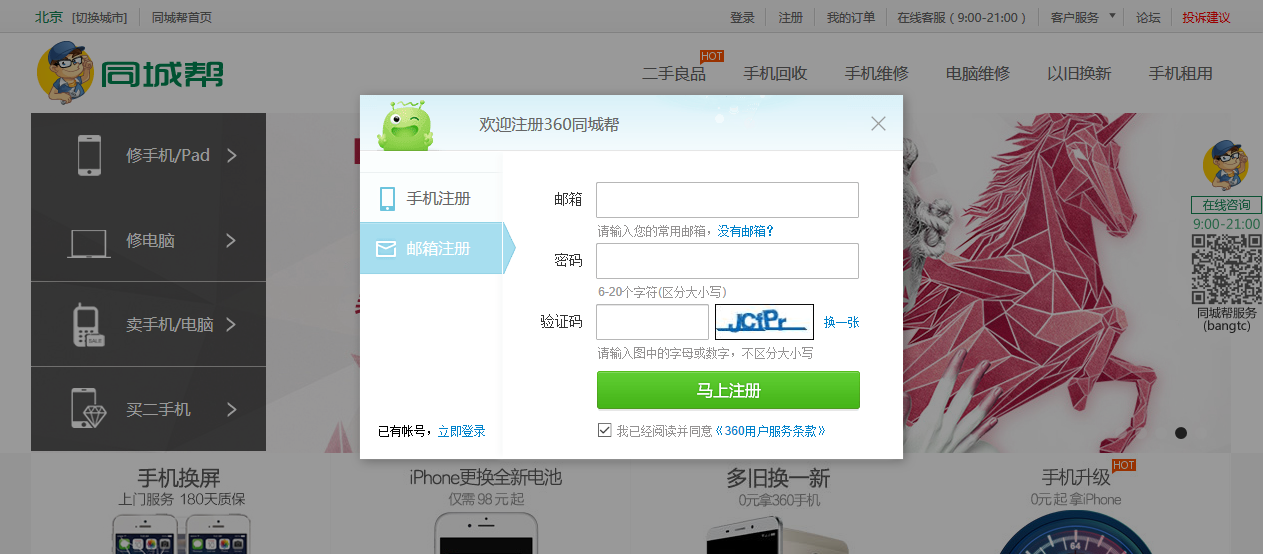 北京 [切换城市] 同城帮首页 登录 注册 我的订单 在线客服（9:00-21:00） 客户服务 论坛 投诉建议
同城帮
HOT
二手良品 手机回收 手机维修 电脑维修 以旧换新 手机租用
欢迎注册360同城帮
修手机/Pad
修电脑
卖手机/电脑
SALE
买二手机
手机注册
邮箱注册
已有帐号，立即登录
邮箱
请输入您的常用邮箱，没有邮箱?
密码
6-20个字符(区分大小写)
验证码 JCfPr 换一张
请输入图中的字母或数字，不区分大小写
马上注册
我已经阅读并同意《360用户服务条款》
在线咨询
9:00-21:00
同城帮服务
(bangtc)
手机换屏
上门服务 180天质保
iPhone更换全新电池
仅需 98 元 起
多旧换一新
0元拿360手机
手机升级
HOT
0元 起 拿iPhone
64